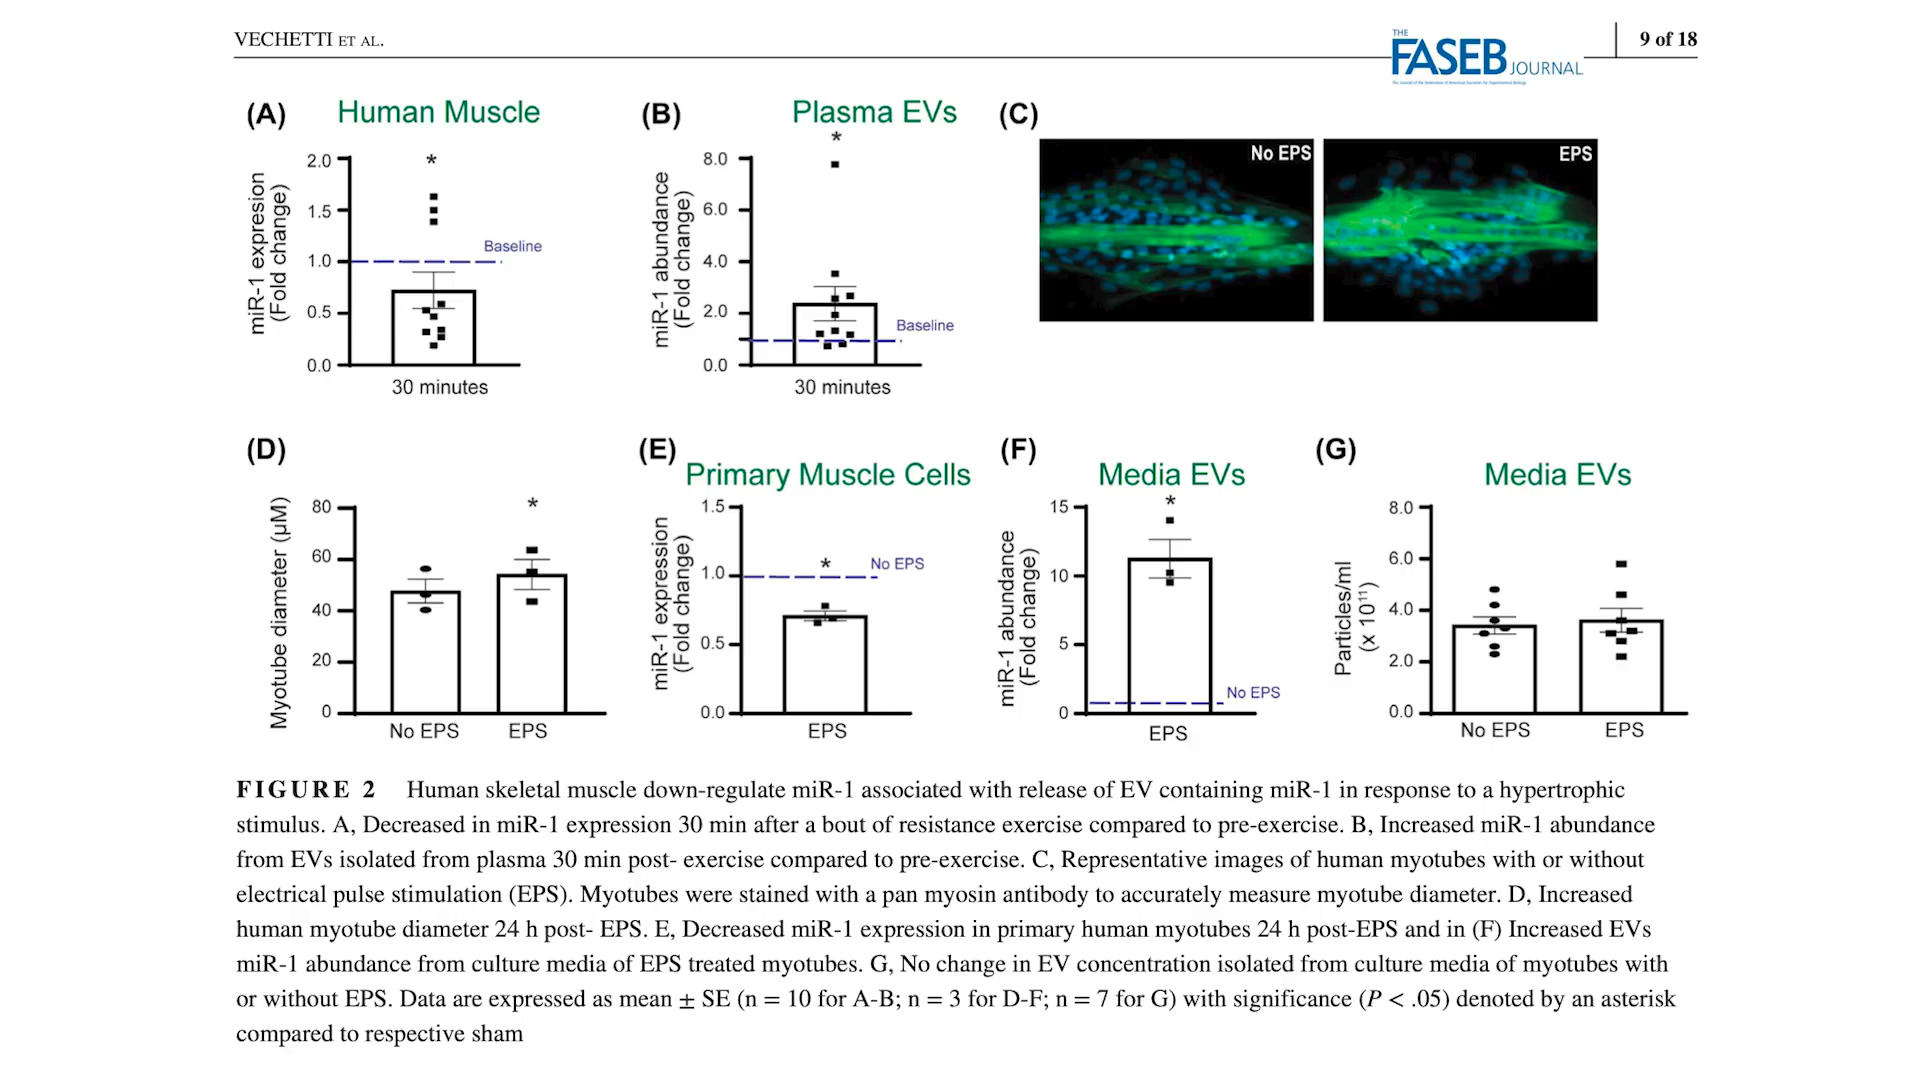 VECHETTI ET AL.
THE
FASEB JOURNAL
9 of 18
(A)
Human Muscle
miR-1 expresion
(Fold change)
2.0
1.5
1.0
0.5
0.0
*
Baseline
30 minutes
(B)
Plasma EVs
miR-1 abundance
(Fold change)
8.0
6.0
4.0
2.0
0.0
*
Baseline
30 minutes
(C)
No EPS
EPS
(D)
Myotube diameter (µM)
80
60
40
20
0
*
No EPS
EPS
(E)
Primary Muscle Cells
miR-1 expression
(Fold change)
1.5
1.0
0.5
0.0
*
No EPS
EPS
(F)
Media EVs
miR-1 abundance
(Fold change)
15
10
5
0
*
No EPS
EPS
(G)
Media EVs
Particles/ml
(x 10¹¹)
8.0
6.0
4.0
2.0
0.0
No EPS
EPS
FIGURE 2 Human skeletal muscle down-regulate miR-1 associated with release of EV containing miR-1 in response to a hypertrophic
stimulus. A, Decreased in miR-1 expression 30 min after a bout of resistance exercise compared to pre-exercise. B, Increased miR-1 abundance
from EVs isolated from plasma 30 min post- exercise compared to pre-exercise. C, Representative images of human myotubes with or without
electrical pulse stimulation (EPS). Myotubes were stained with a pan myosin antibody to accurately measure myotube diameter. D, Increased
human myotube diameter 24 h post- EPS. E, Decreased miR-1 expression in primary human myotubes 24 h post-EPS and in (F) Increased EVs
miR-1 abundance from culture media of EPS treated myotubes. G, No change in EV concentration isolated from culture media of myotubes with
or without EPS. Data are expressed as mean ± SE (n = 10 for A-B; n = 3 for D-F; n = 7 for G) with significance (P < .05) denoted by an asterisk
compared to respective sham